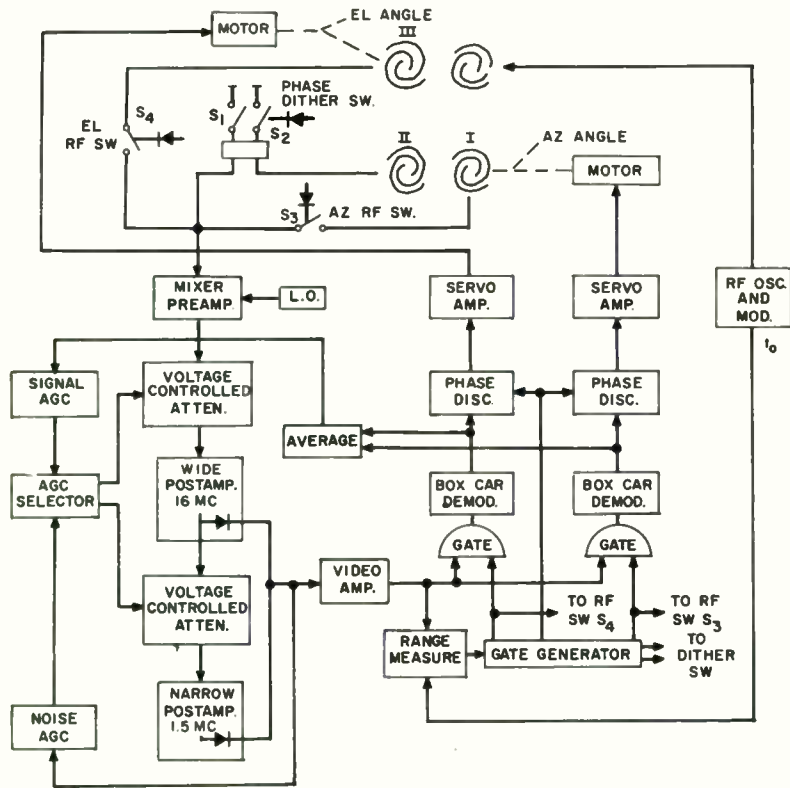 EL ANGLE
MOTOR
III
PHASE
DITHER SW.
S4
S1
S2
EL
RF SW
II
I
AZ ANGLE
MOTOR
S3
AZ RF SW.
MIXER
PREAMP.
L.O.
SERVO
AMP.
SERVO
AMP.
RF OSC.
AND
MOD.
to
SIGNAL
AGC
VOLTAGE
CONTROLLED
ATTEN.
PHASE
DISC.
PHASE
DISC.
AVERAGE
AGC
SELECTOR
WIDE
POSTAMP.
16 MC
BOX CAR
DEMOD.
BOX CAR
DEMOD.
GATE
GATE
VOLTAGE
CONTROLLED
ATTEN.
VIDEO
AMP.
TO RF
SW S4
TO RF
SW S3
RANGE
MEASURE
GATE GENERATOR
TO
DITHER
SW
NOISE
AGC
NARROW
POSTAMP.
1.5 MC